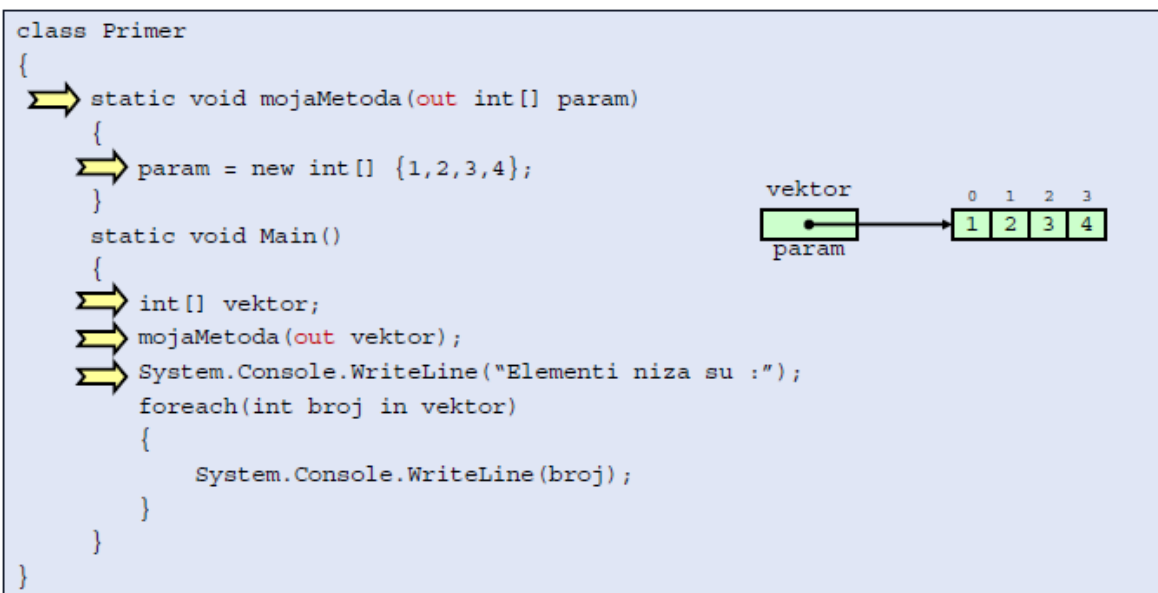 class Primer
{
static void mojaMetoda(out int[] param)
{
param = new int[] {1,2,3,4};
}
static void Main()
{
int[] vektor;
mojaMetoda(out vektor);
System.Console.WriteLine(“Elementi niza su :”);
foreach(int broj in vektor)
{
System.Console.WriteLine(broj);
}
}
}
vektor
0 1 2 3
1 2 3 4
param